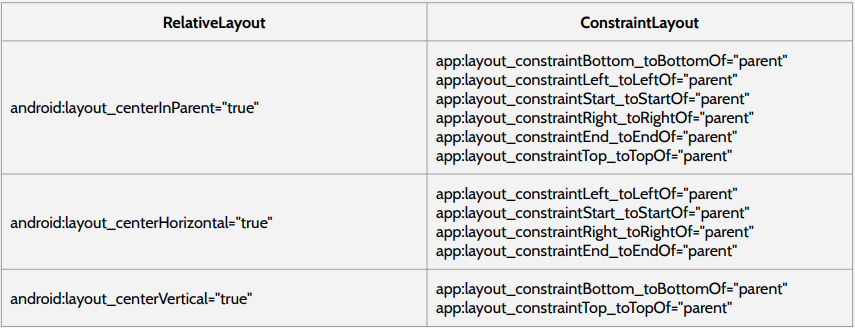 RelativeLayout
ConstraintLayout
android:layout_centerInParent="true"
app:layout_constraintBottom_toBottomOf="parent"
app:layout_constraintLeft_toLeftOf="parent"
app:layout_constraintStart_toStartOf="parent"
app:layout_constraintRight_toRightOf="parent"
app:layout_constraintEnd_toEndOf="parent"
app:layout_constraintTop_toTopOf="parent"
android:layout_centerHorizontal="true"
app:layout_constraintLeft_toLeftOf="parent"
app:layout_constraintStart_toStartOf="parent"
app:layout_constraintRight_toRightOf="parent"
app:layout_constraintEnd_toEndOf="parent"
android:layout_centerVertical="true"
app:layout_constraintBottom_toBottomOf="parent"
app:layout_constraintTop_toTopOf="parent"